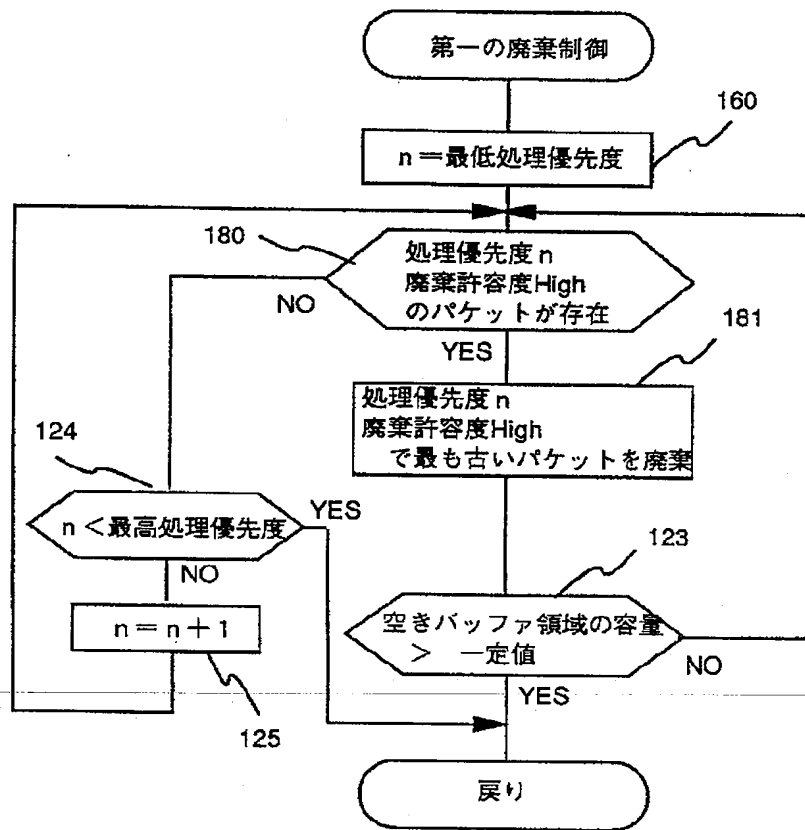 第一の廃棄制御
160
n=最低処理優先度
180
処理優先度n
廃棄許容度High
のパケットが存在
NO
YES
181
処理優先度n
廃棄許容度High
で最も古いパケットを廃棄
124
n<最高処理優先度
YES
NO
123
空きバッファ領域の容量
> 一定値
NO
YES
n=n+1
125
戻り